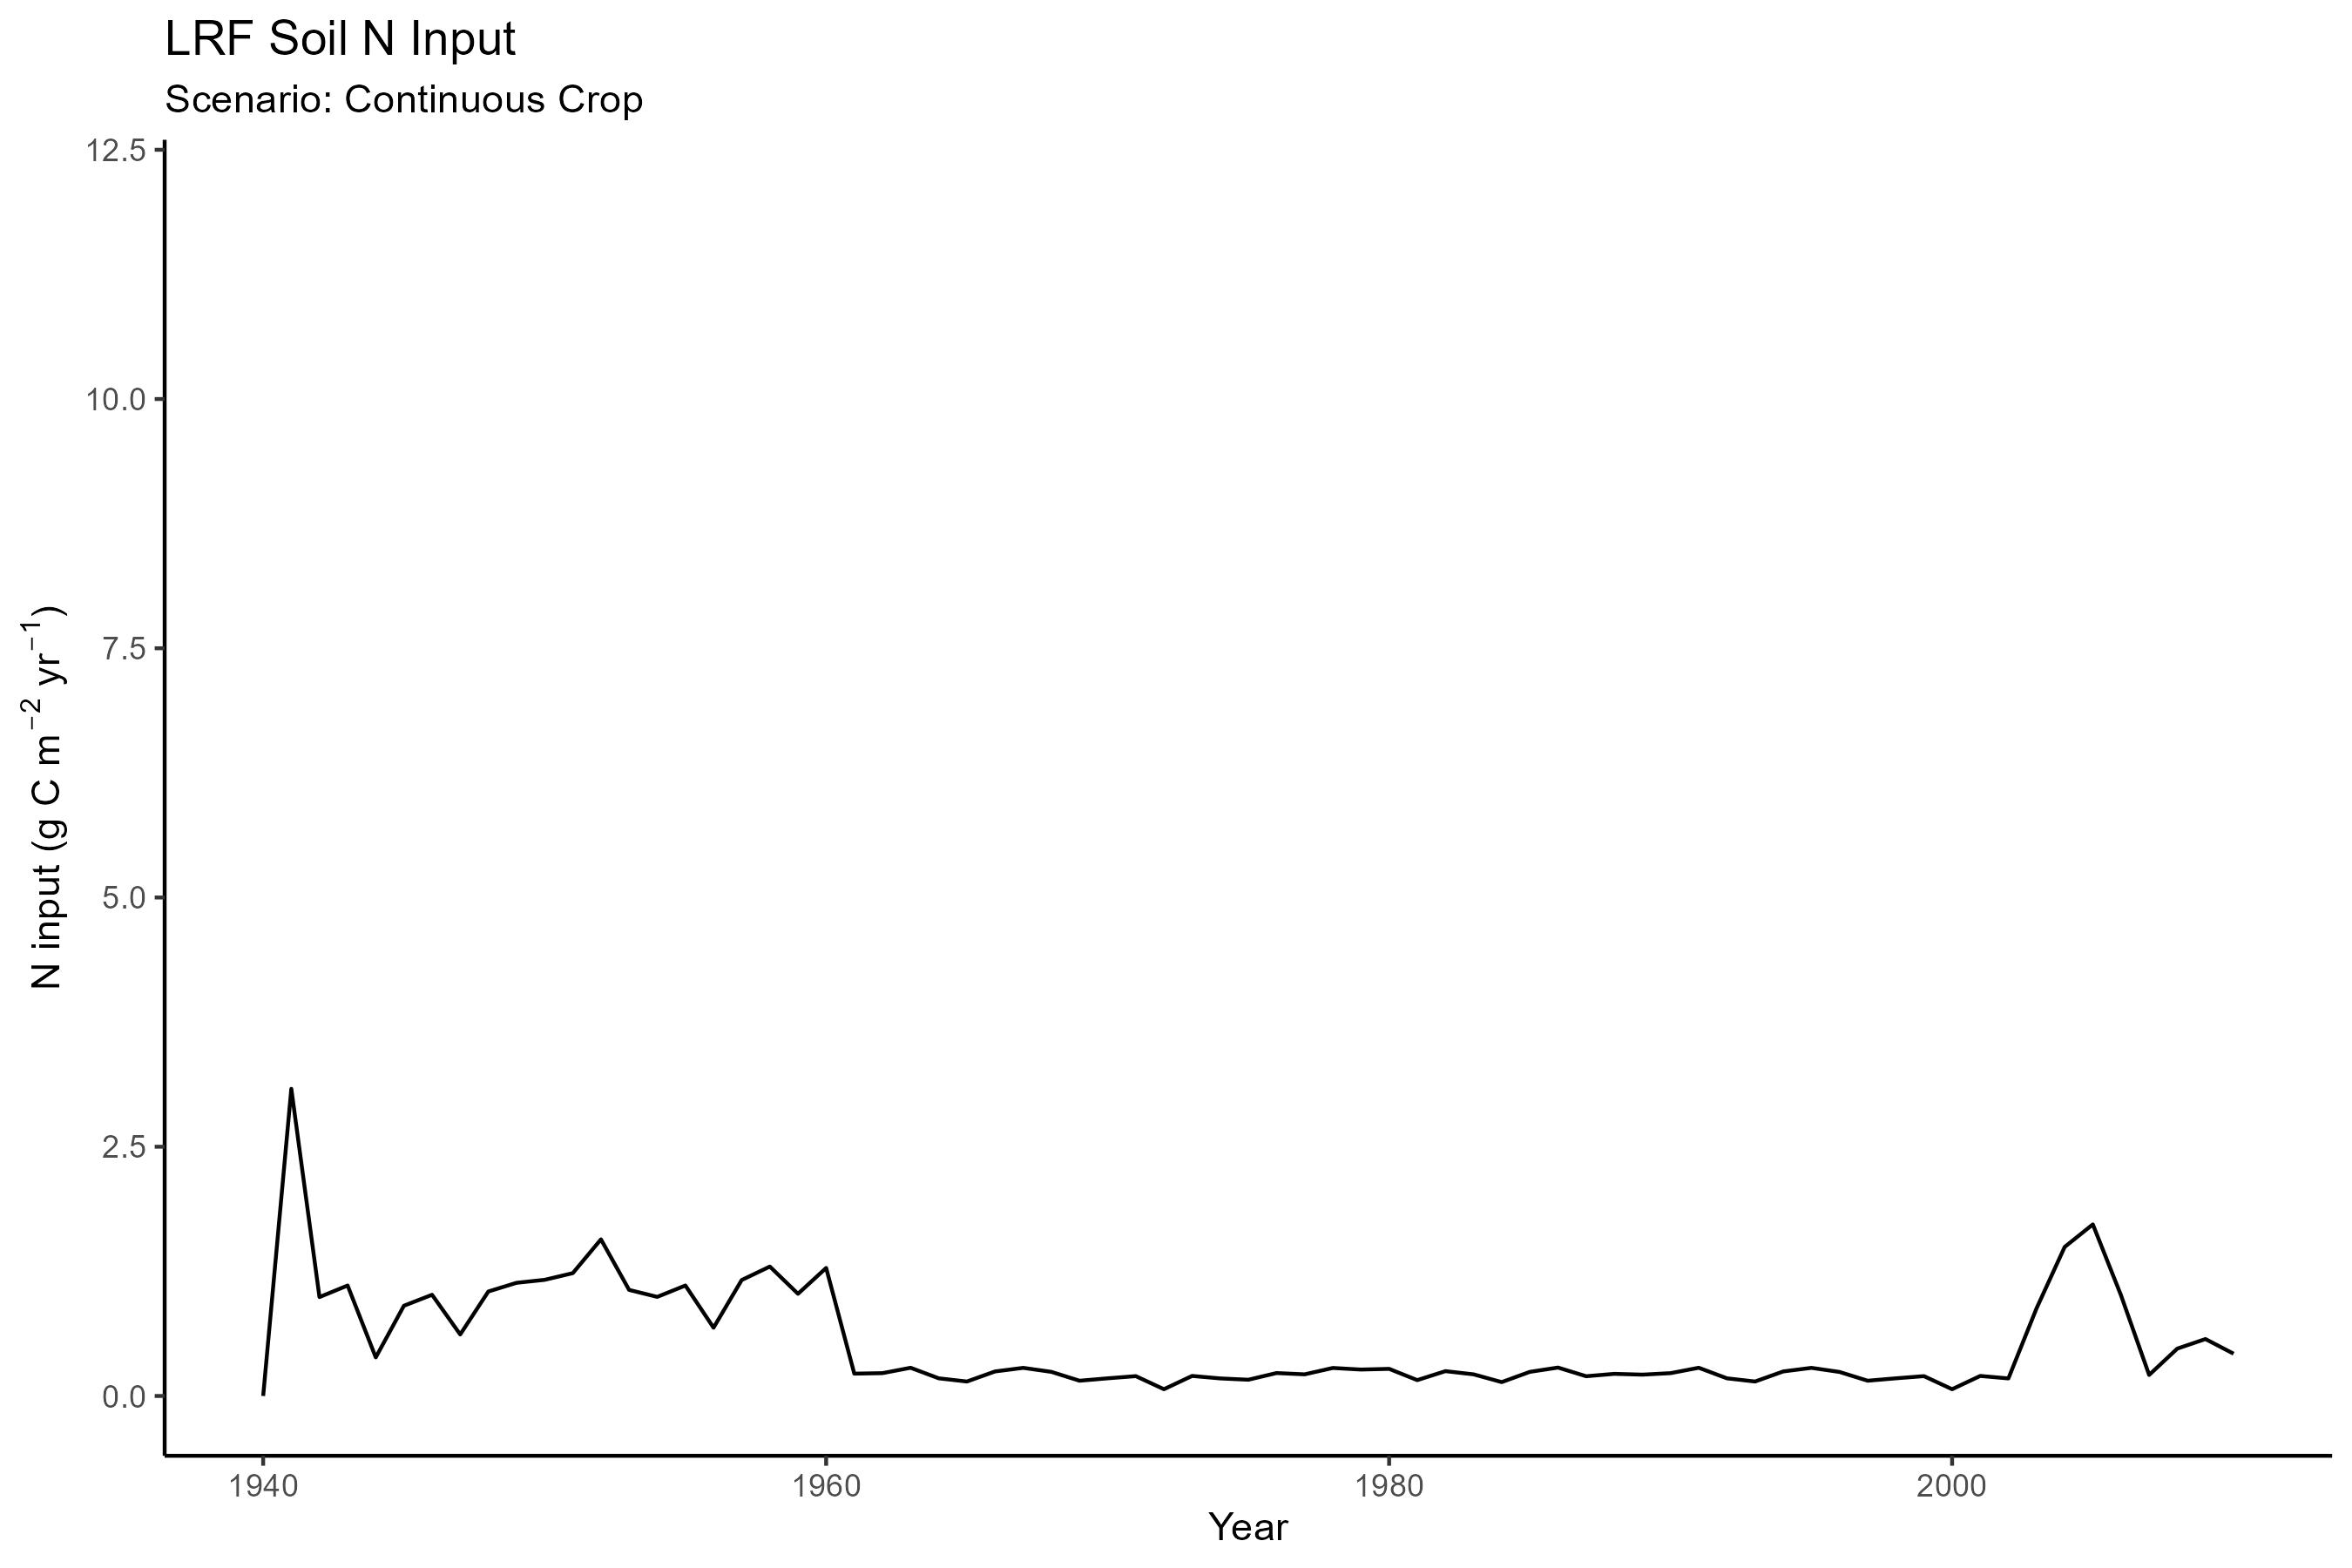 LRF Soil N Input
Scenario: Continuous Crop
12.5
10.0
7.5
5.0
2.5
0.0
N input (g C m⁻² yr⁻¹)
1940 1960 1980 2000
Year